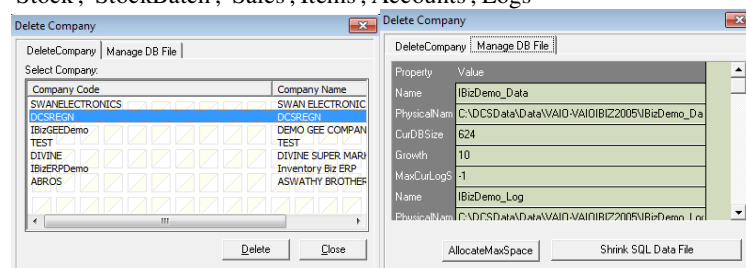 Stock , StockBatch , Sales , Items , Accounts , Logs
Delete Company
DeleteCompany
Manage DB File
Select Company:
Company Code
Company Name
SWANELECTRONICS
SWAN ELECTRONIC
DCSREGN
DCSREGN
IBizGEEDemo
DEMO GEE COMPAN
TEST
TEST
DIVINE
DIVINE SUPER MARK
IBizERPDemo
Inventory Biz ERP
ABROS
ASWATHY BROTHER
Delete
Close
Delete Company
DeleteCompany
Manage DB File
Property
Value
Name
IBizDemo_Data
PhysicalNam
C:\DCSData\Data\VAIO-VAIOIBIZ2005\IBizDemo_Da
CurDBSize
624
Growth
10
MaxCurLogS
-1
Name
IBizDemo_Log
PhysicalNam
C:\DCSData\Data\VAIO-VAIOIBIZ2005\IBizDemo_Log
AllocateMaxSpace
Shrink SQL Data File